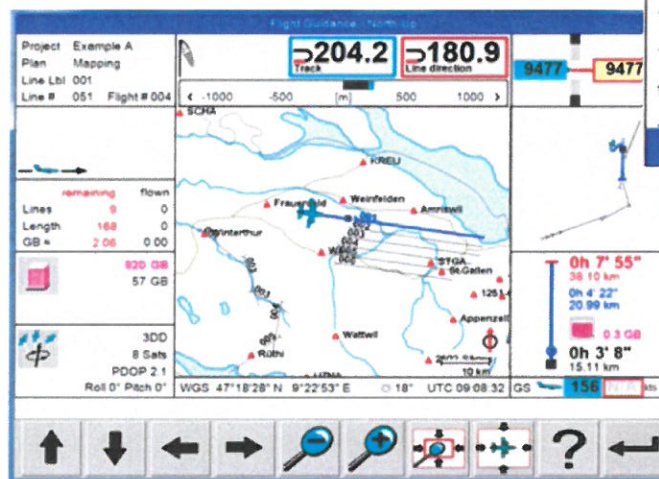 Flight Guidance - North Up
Project Example A
Plan Mapping
Line Lbl 001
Line # 051 Flight # 004
204.2
Track
180.9
Line direction
9477
9477
< -1000 -500 [m] 500 1000 >
remaining flown
Lines 9 0
Length 168 0
GB ≈ 2.06 0.00
820 GB
57 GB
3DD
8 Sats
PDOP 2.1
Roll 0° Pitch 0°
SCHA
KREU
Frauenfeld
Weinfelden
Amriswil
Winterthur
001
002
003
STGA
St.Gallen
Wattwil
Appenzell
Rüthi
10 km
WGS 47°18'28" N 9°22'53" E 18° UTC 09:08:32
0h 7' 55"
38.10 km
0h 4' 22"
20.99 km
0.3 GB
0h 3' 8"
15.11 km
GS 156 N/A kts
?